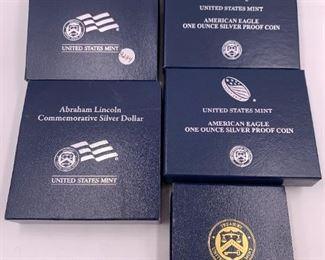 UNITED STATES MINT
UNITED STATES MINT
AMERICAN EAGLE
ONE OUNCE SILVER PROOF COIN
Abraham Lincoln
Commemorative Silver Dollar
UNITED STATES MINT
UNITED STATES MINT
AMERICAN EAGLE
ONE OUNCE SILVER PROOF COIN
TREASURY